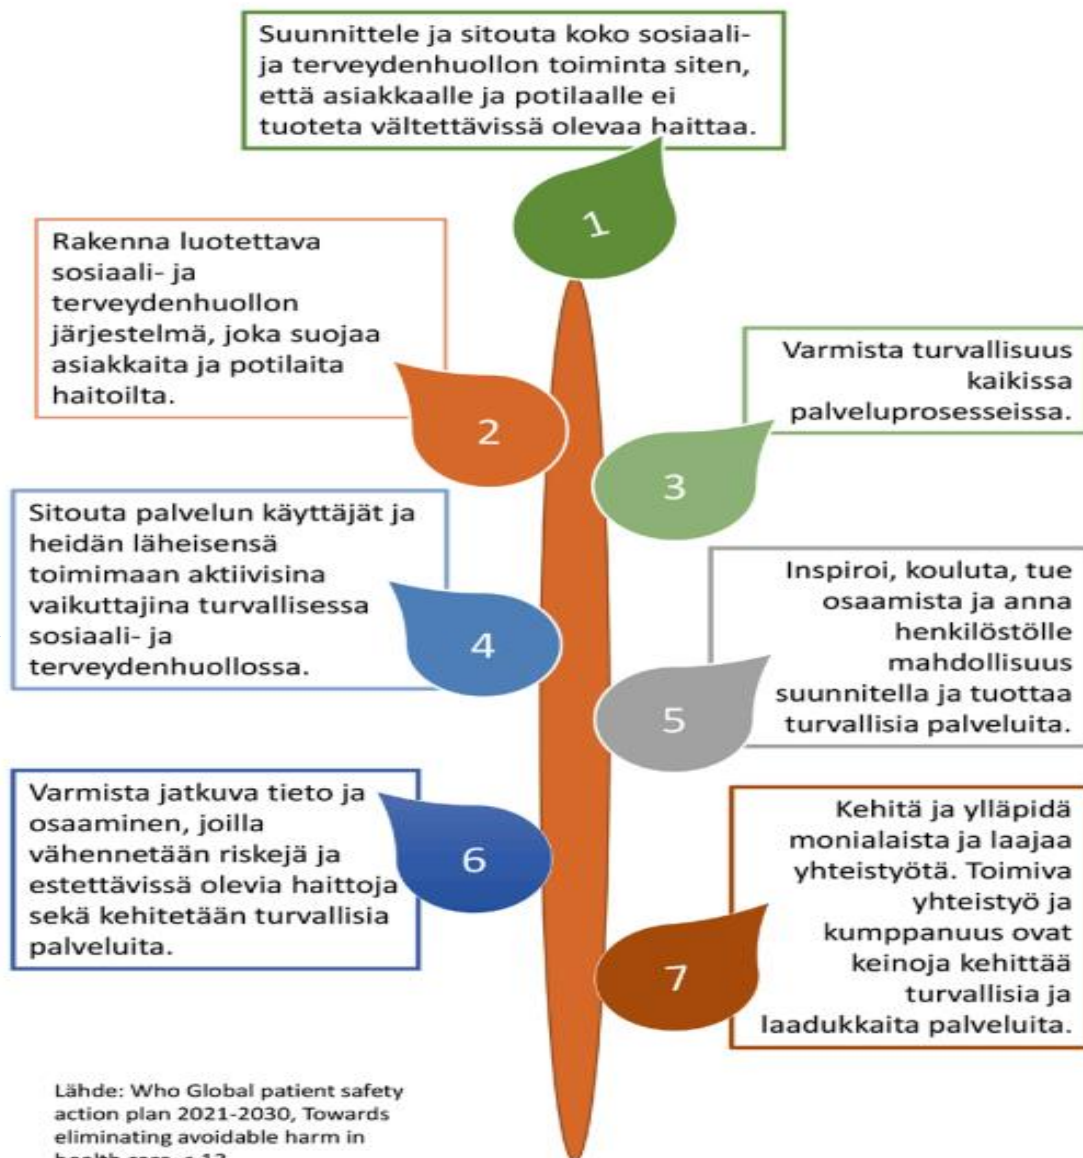 Suunnittele ja sitouta koko sosiaali-
ja terveydenhuollon toiminta siten,
että asiakkaalle ja potilaalle ei
tuoteta vältettävissä olevaa haittaa.
1
Rakenna luotettava
sosiaali- ja
terveydenhuollon
järjestelmä, joka suojaa
asiakkaita ja potilaita
haitoilta.
2
Varmista turvallisuus
kaikissa
palveluprosesseissa.
3
Sitouta palvelun käyttäjät ja
heidän läheisensä
toimimaan aktiivisina
vaikuttajina turvallisessa
sosiaali- ja
terveydenhuollossa.
4
Inspiroi, kouluta, tue
osaamista ja anna
henkilöstölle
mahdollisuus
suunnitella ja tuottaa
turvallisia palveluita.
5
Varmista jatkuva tieto ja
osaaminen, joilla
vähennetään riskejä ja
estettävissä olevia haittoja
sekä kehitetään turvallisia
palveluita.
6
Kehitä ja ylläpidä
monialaista ja laajaa
yhteistyötä. Toimiva
yhteistyö ja
kumppanuus ovat
keinoja kehittää
turvallisia ja
laadukkaita palveluita.
7
Lähde: Who Global patient safety
action plan 2021-2030, Towards
eliminating avoidable harm in